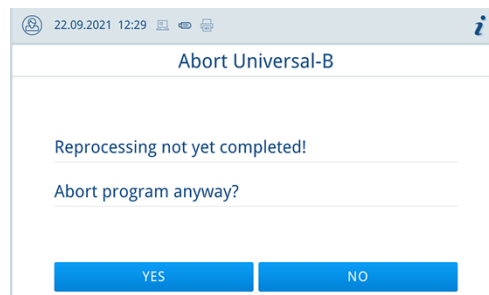 22.09.2021 12:29 i
Abort Universal-B
Reprocessing not yet completed!
Abort program anyway?
YES NO